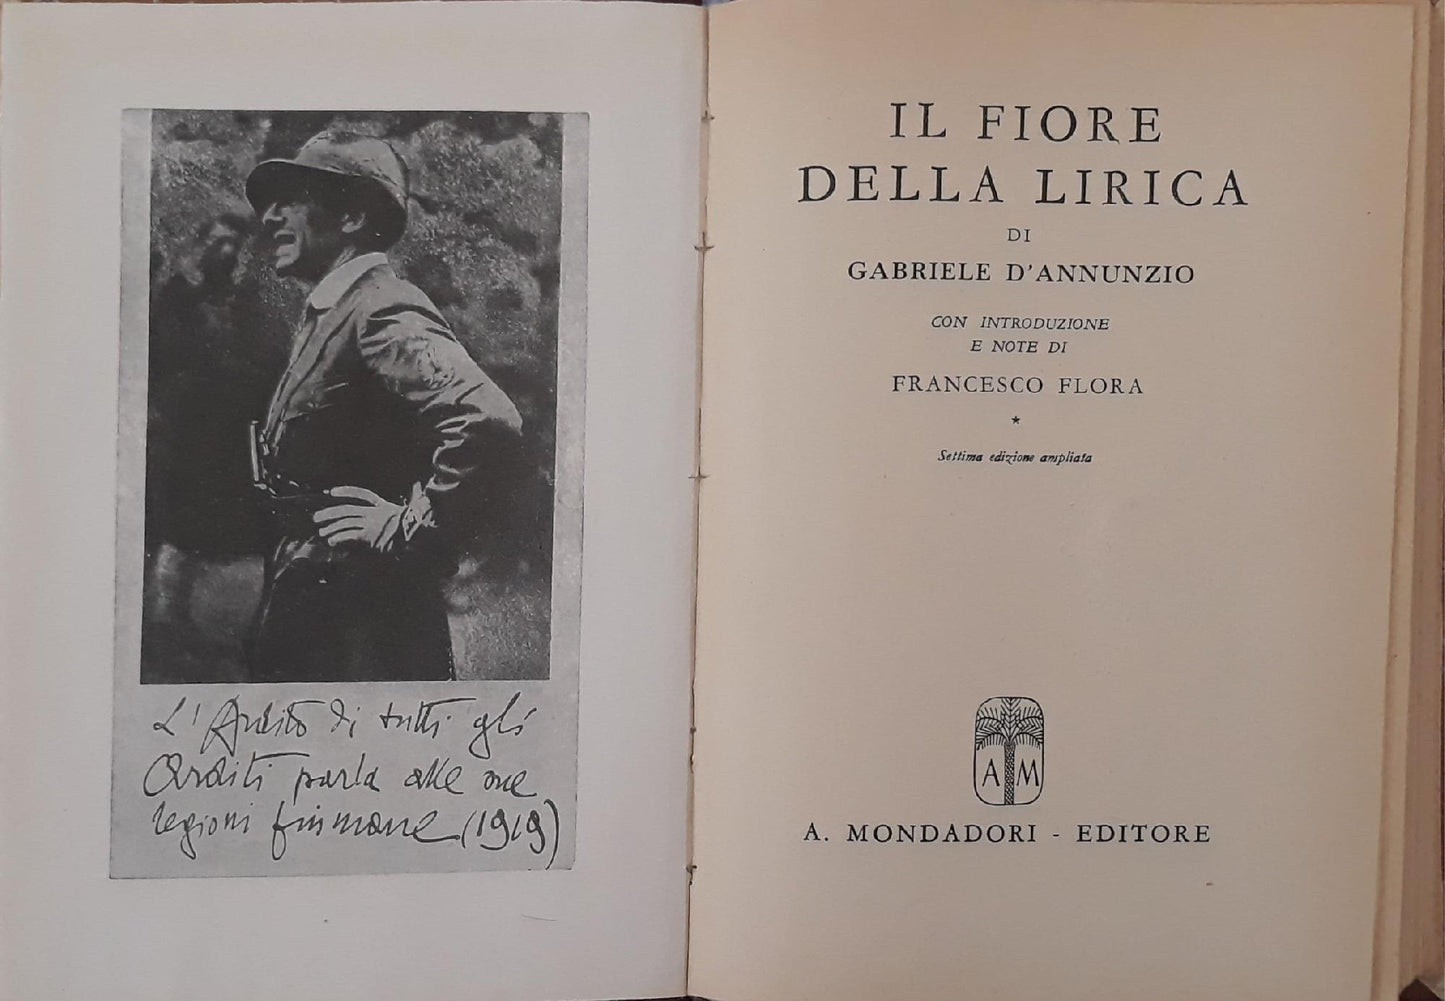 L'Ardito di tutti gli
Arditi parla alle sue
legioni fiumane (1919)
IL FIORE
DELLA LIRICA
DI
GABRIELE D'ANNUNZIO
CON INTRODUZIONE
E NOTE DI
FRANCESCO FLORA
*
Settima edizione ampliata
A M
A. MONDADORI - EDITORE